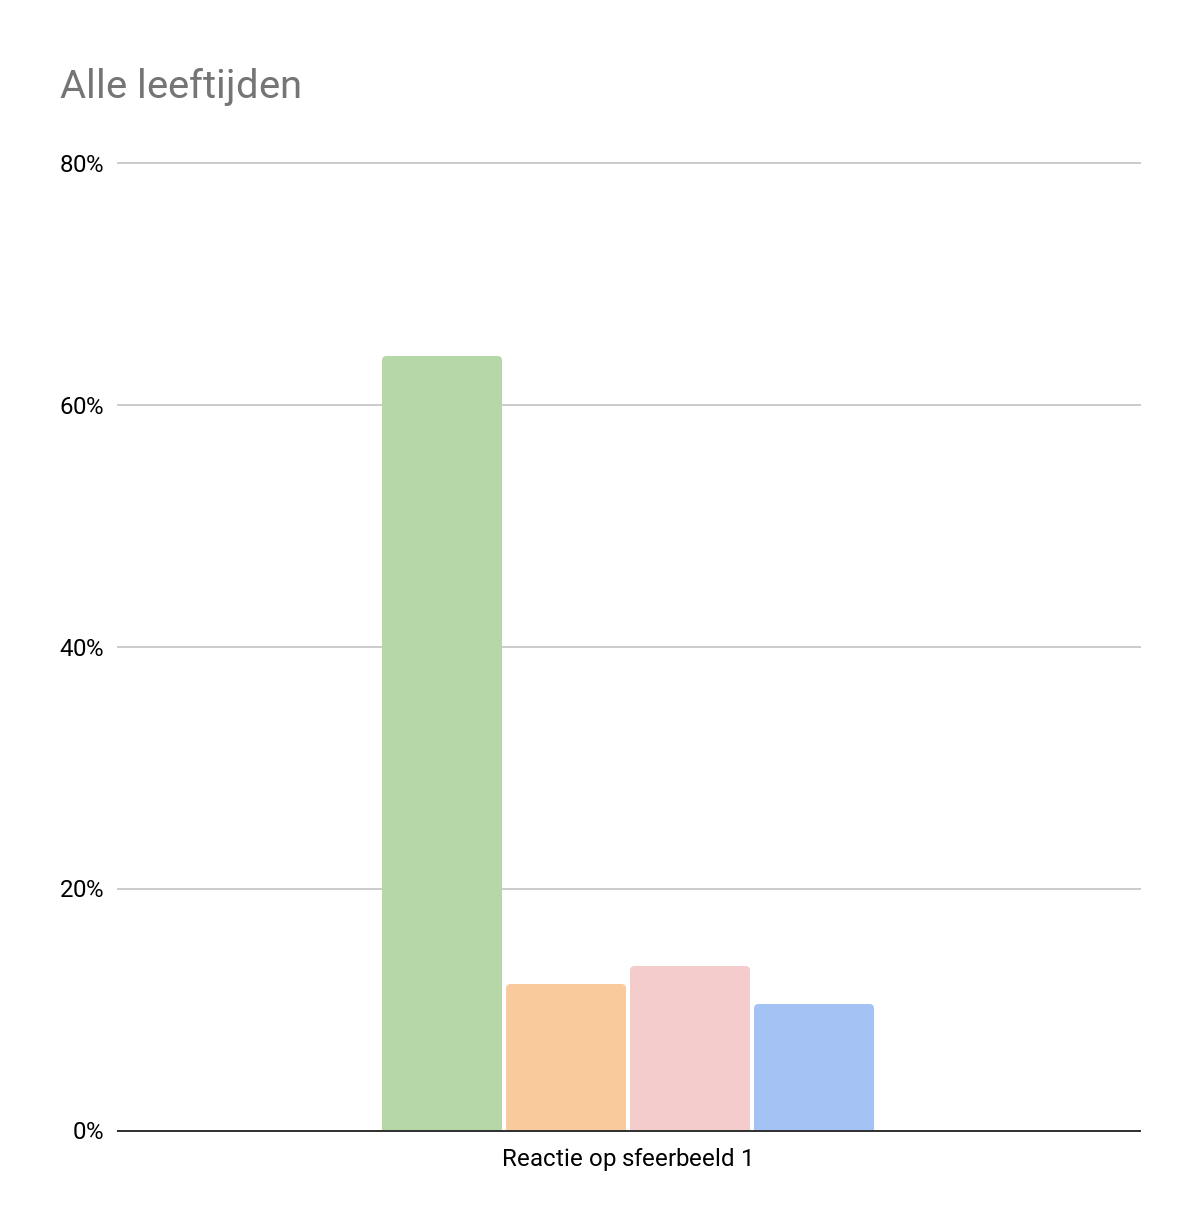 Alle leeftijden
80%
60%
40%
20%
0%
Reactie op sfeerbeeld 1